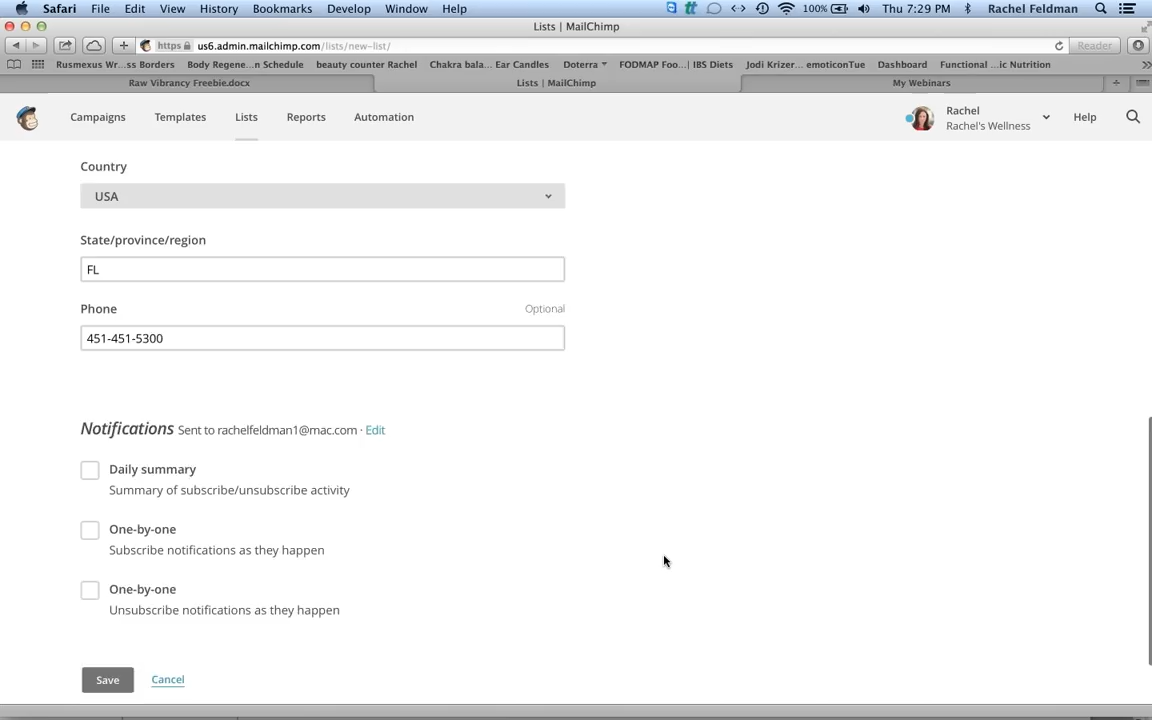 Safari File Edit View History Bookmarks Develop Window Help 100% Thu 7:29 PM Rachel Feldman
Lists | MailChimp
https us6.admin.mailchimp.com/lists/new-list/ Reader
Rusmexus Wr...ss Borders Body Regene...n Schedule beauty counter Rachel Chakra bala... Ear Candles Doterra FODMAP Foo...| IBS Diets Jodi Krizer... emoticonTue Dashboard Functional ...ic Nutrition
Raw Vibrancy Freebie.docx Lists | MailChimp My Webinars
Campaigns Templates Lists Reports Automation Rachel Help
Rachel's Wellness
Country
USA
State/province/region
FL
Phone Optional
451-451-5300
Notifications Sent to rachelfeldman1@mac.com · Edit
Daily summary
Summary of subscribe/unsubscribe activity
One-by-one
Subscribe notifications as they happen
One-by-one
Unsubscribe notifications as they happen
Save Cancel